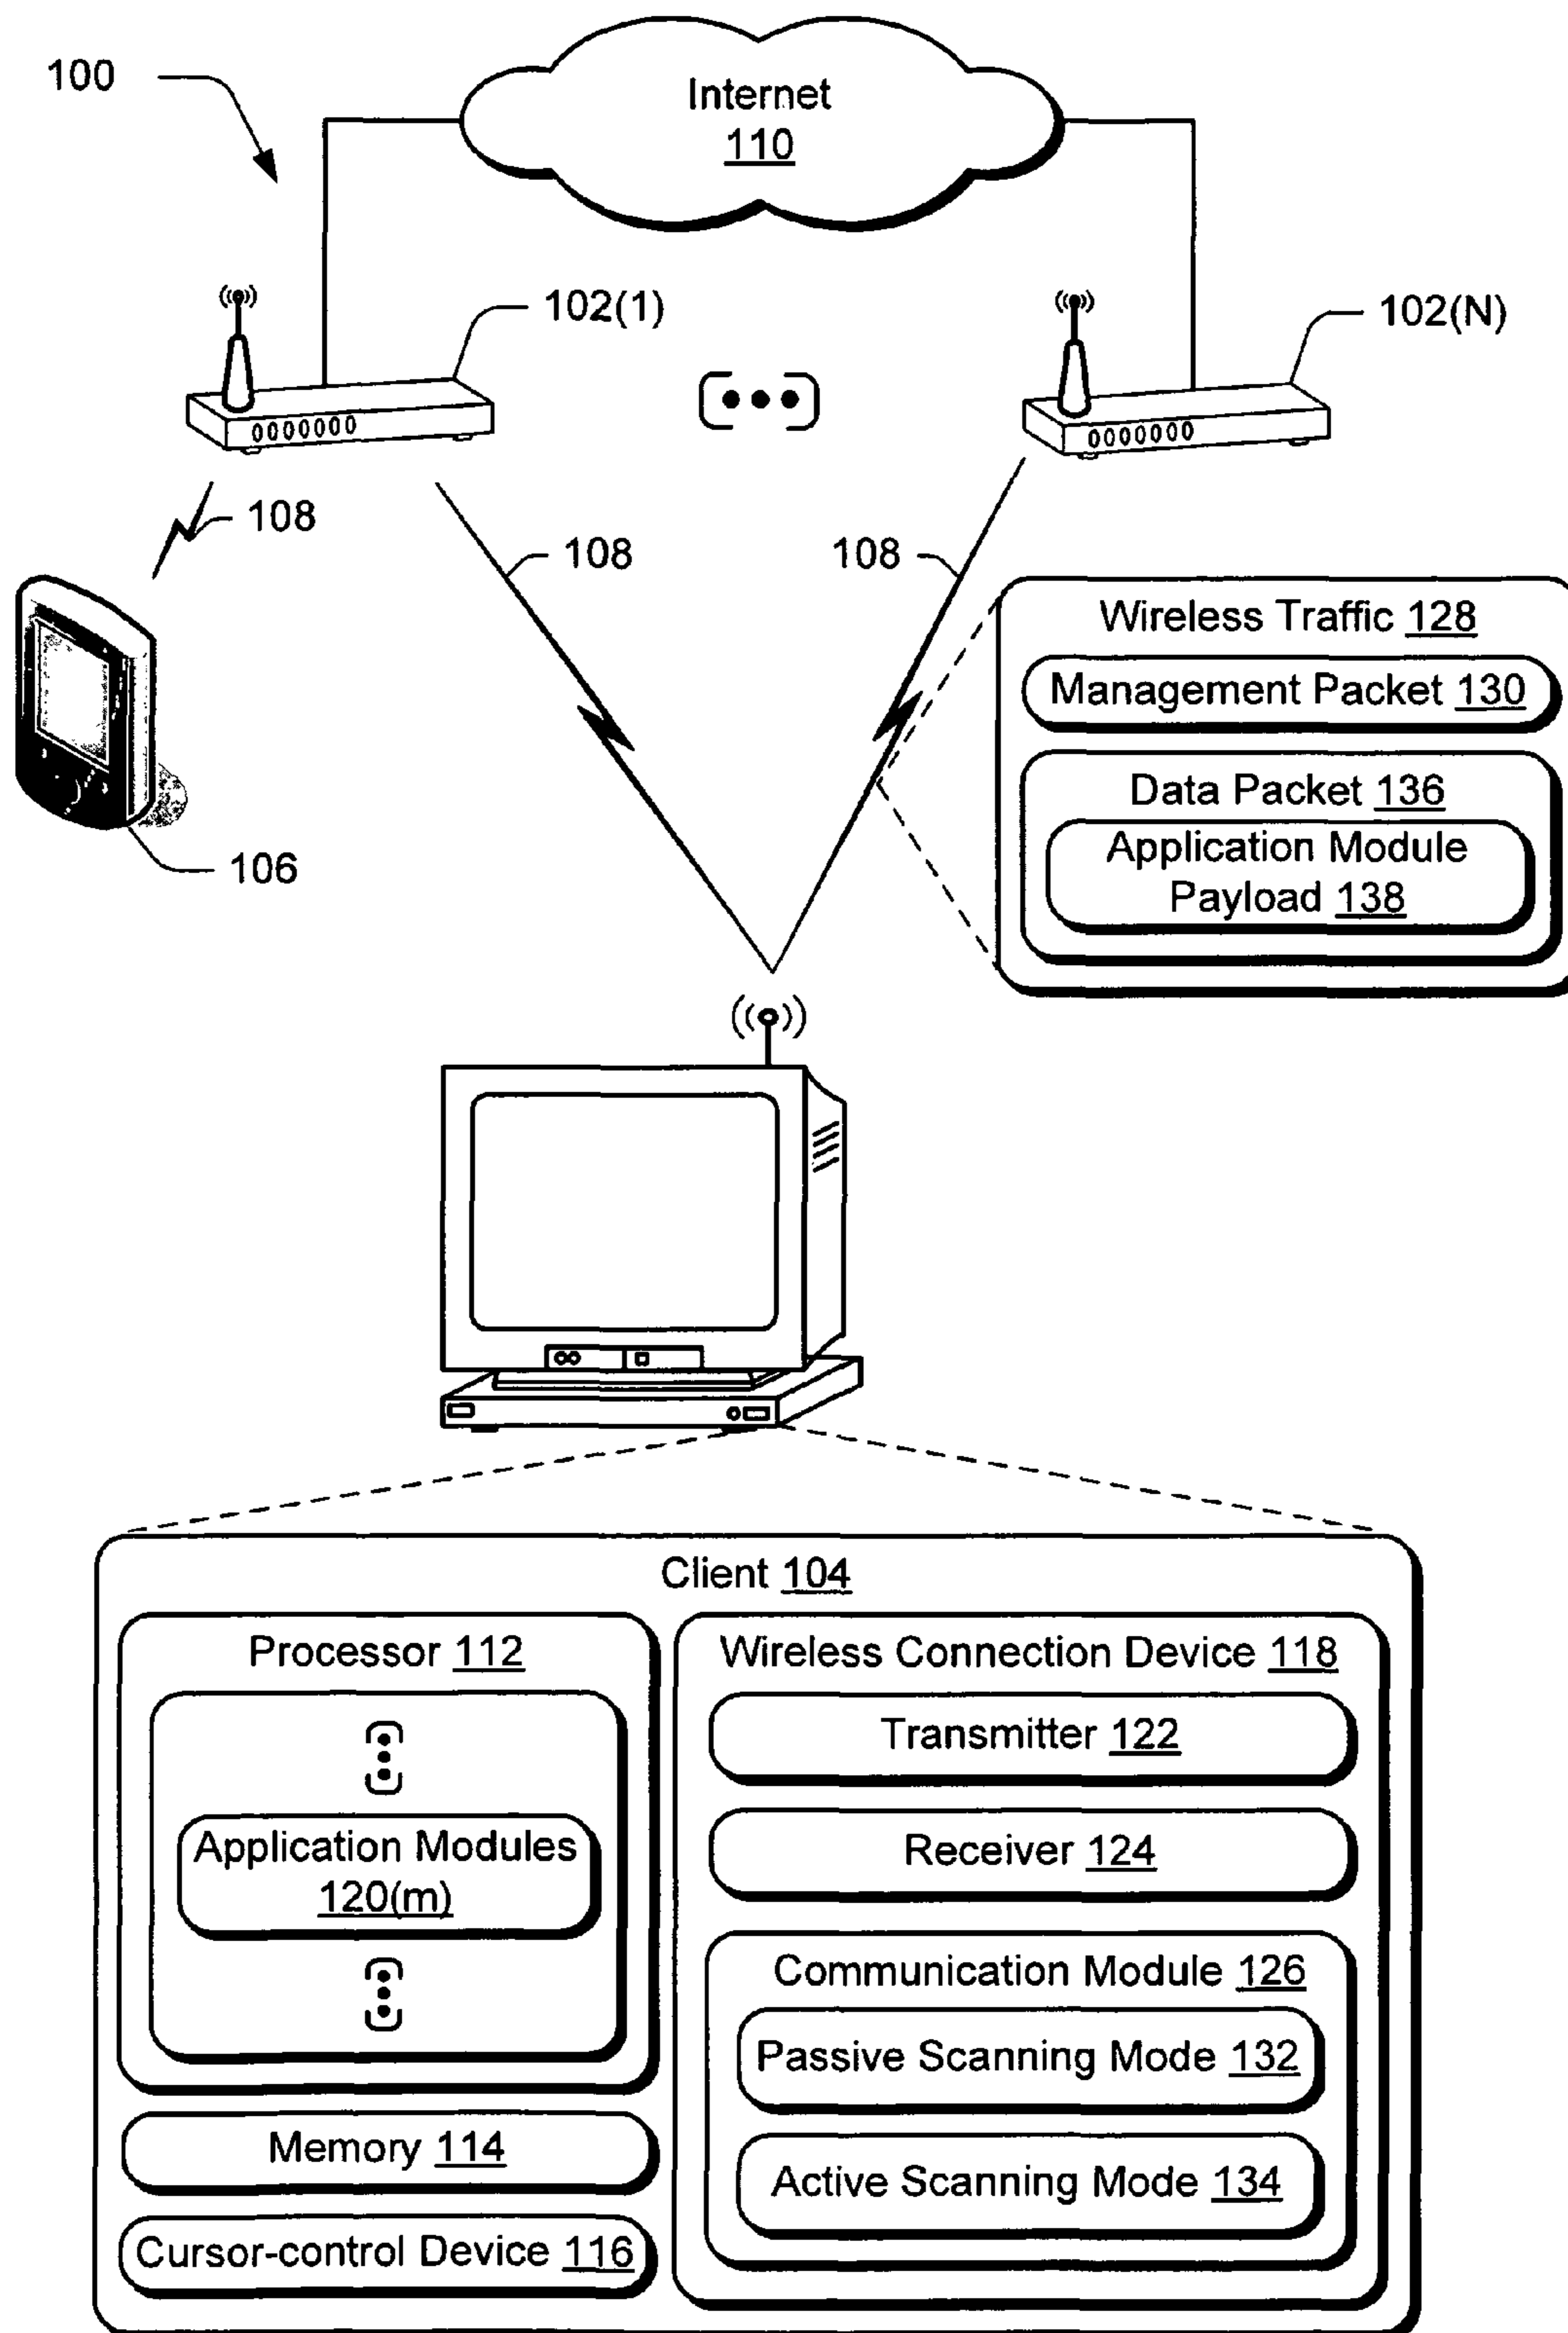 100
Internet
110
102(1)
102(N)
108
108
108
106
Wireless Traffic 128
Management Packet 130
Data Packet 136
Application Module
Payload 138
Client 104
Processor 112
Application Modules
120(m)
Memory 114
Cursor-control Device 116
Wireless Connection Device 118
Transmitter 122
Receiver 124
Communication Module 126
Passive Scanning Mode 132
Active Scanning Mode 134